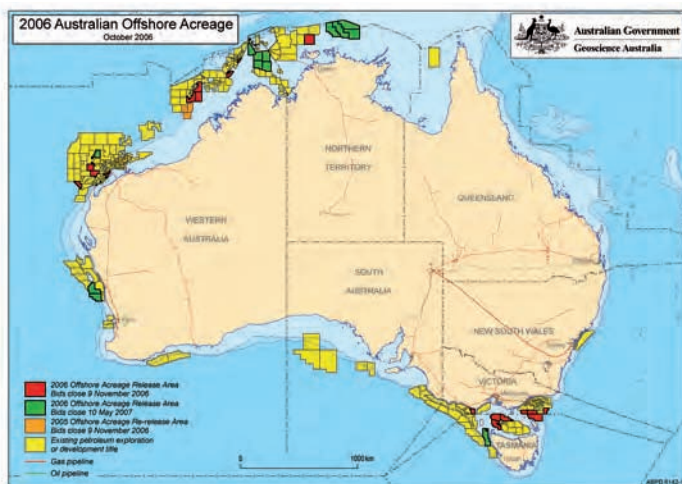 2006 Australian Offshore Acreage
October 2006
Australian Government
Geoscience Australia
NORTHERN
TERRITORY
QUEENSLAND
WESTERN
AUSTRALIA
SOUTH
AUSTRALIA
NEW SOUTH WALES
VICTORIA
TASMANIA
2006 Offshore Acreage Release Area
Bids close 9 November 2006
2006 Offshore Acreage Release Area
Bids close 10 May 2007
2005 Offshore Acreage Re-release Area
Bids close 9 November 2006
Existing petroleum exploration
or development title
Gas pipeline
Oil pipeline
0
1000 km